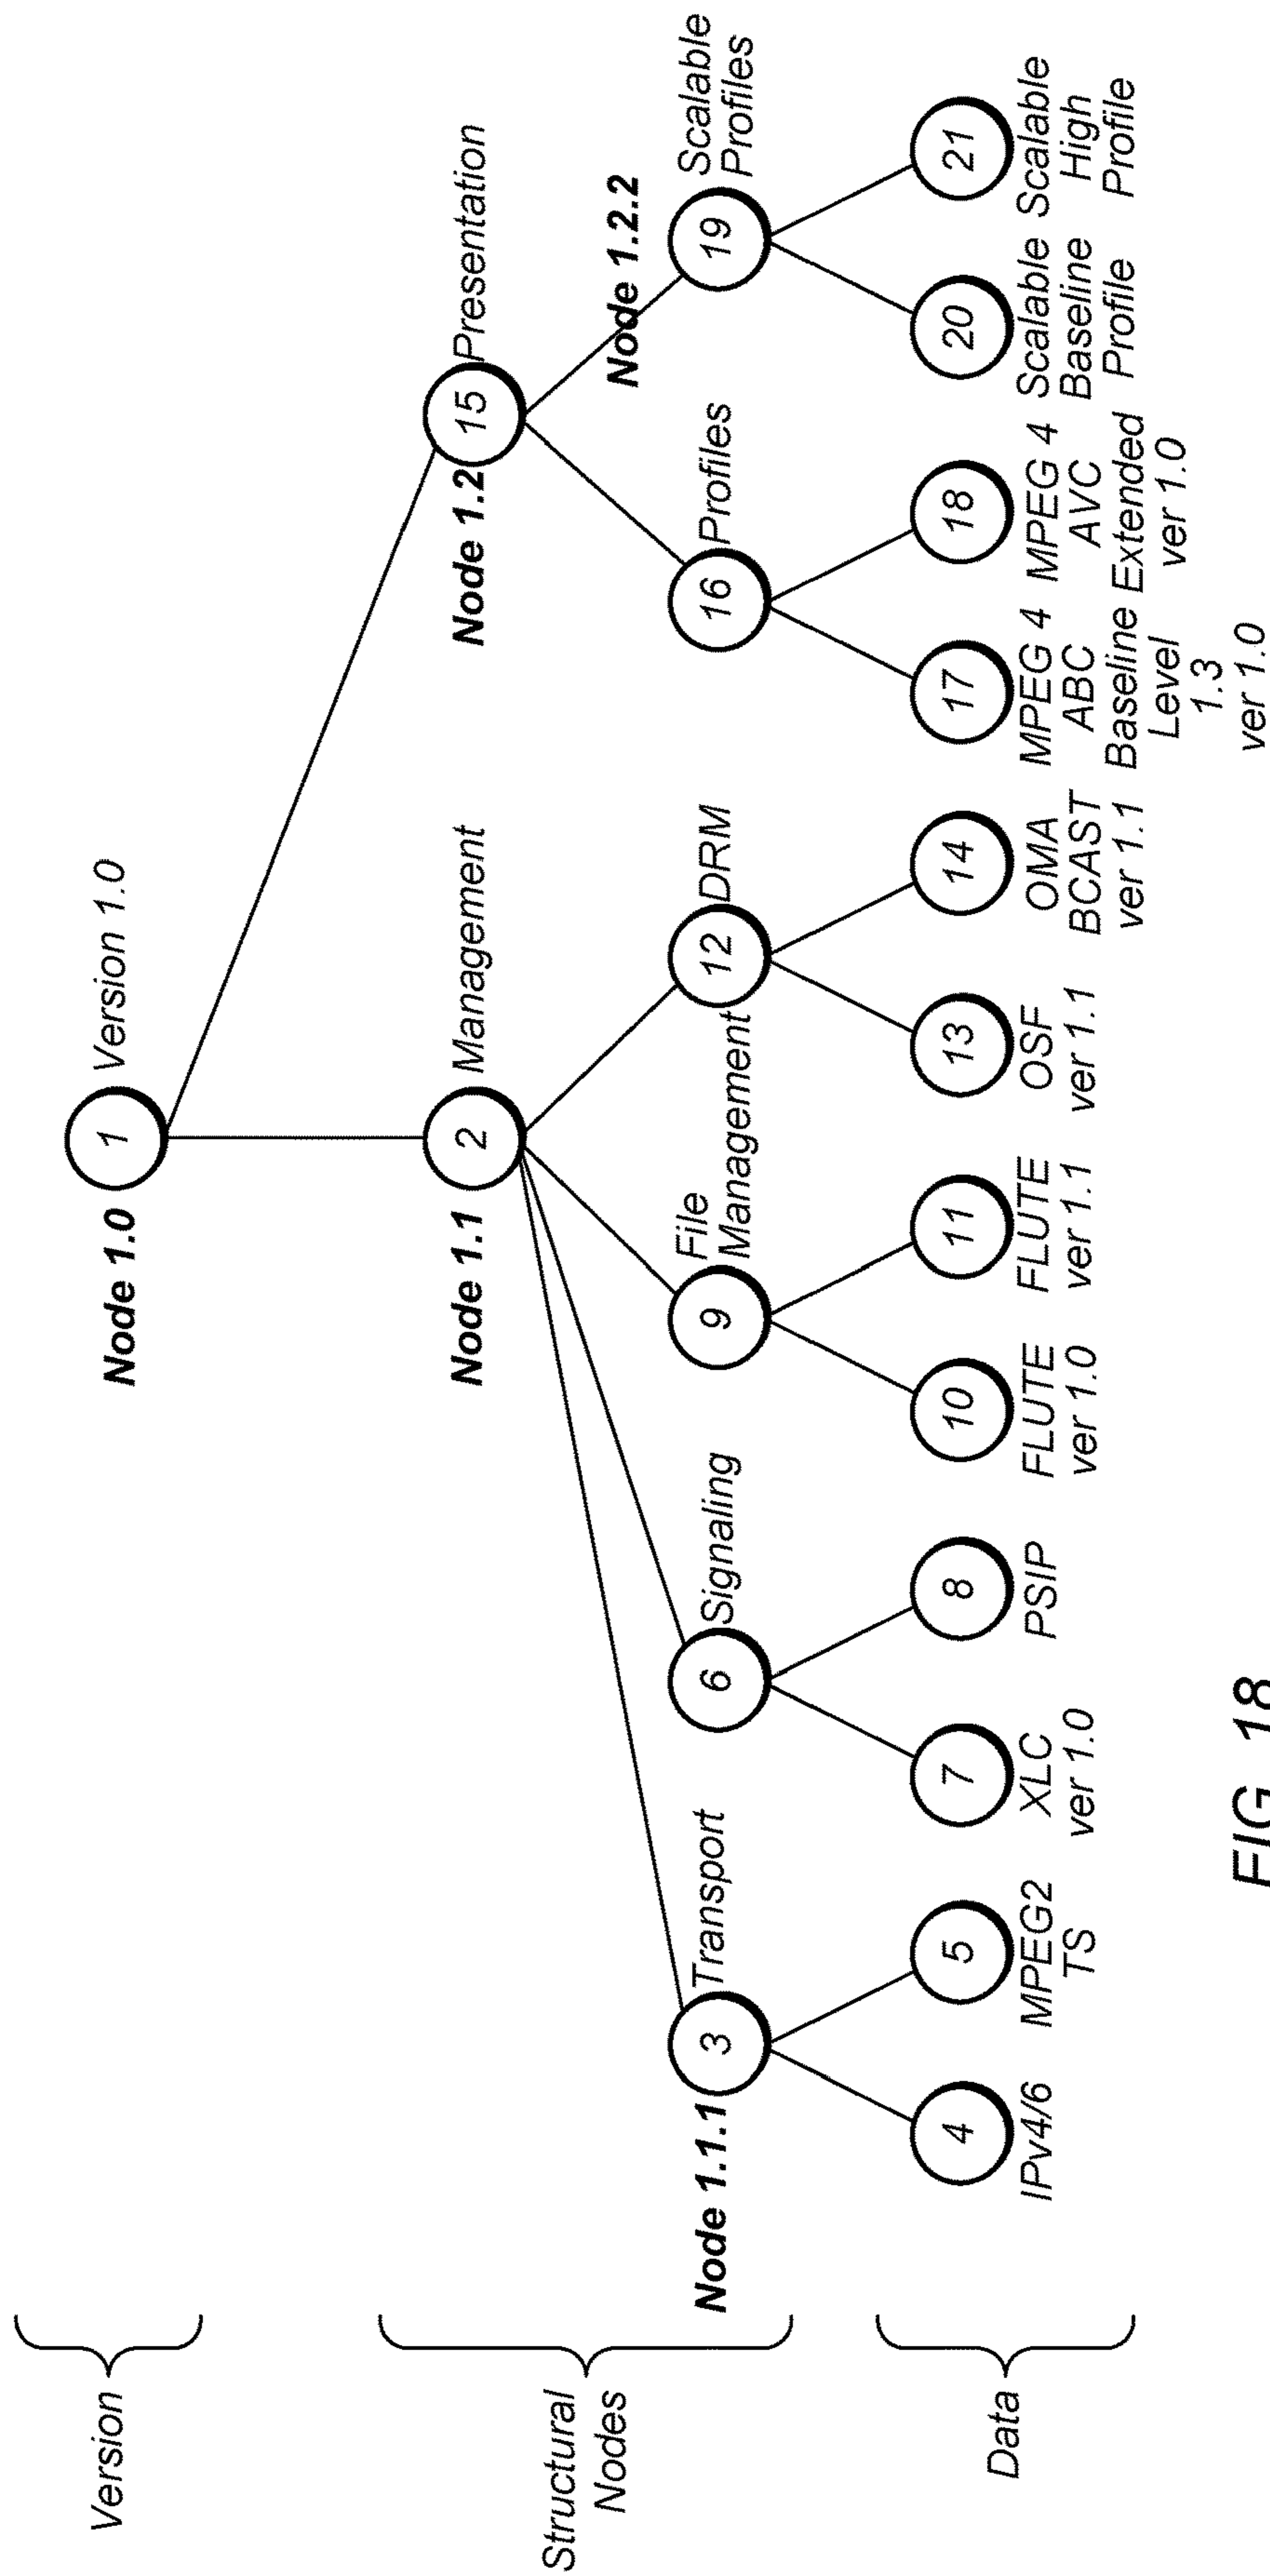 Version
Node 1.0
1
Version 1.0
Structural
Nodes
Node 1.1
2
Management
Node 1.2
15
Presentation
Node 1.1.1
3
Transport
6
Signaling
9
File
Management
12
DRM
16
Profiles
Node 1.2.2
19
Scalable
Profiles
Data
4
IPv4/6
5
MPEG2
TS
7
XLC
ver 1.0
8
PSIP
10
FLUTE
ver 1.0
11
FLUTE
ver 1.1
13
OSF
ver 1.1
14
OMA
BCAST
ver 1.1
17
MPEG 4
ABC
Baseline
Level
1.3
ver 1.0
18
MPEG 4
AVC
Extended
ver 1.0
20
Scalable
Baseline
Profile
21
Scalable
High
Profile
FIG 18